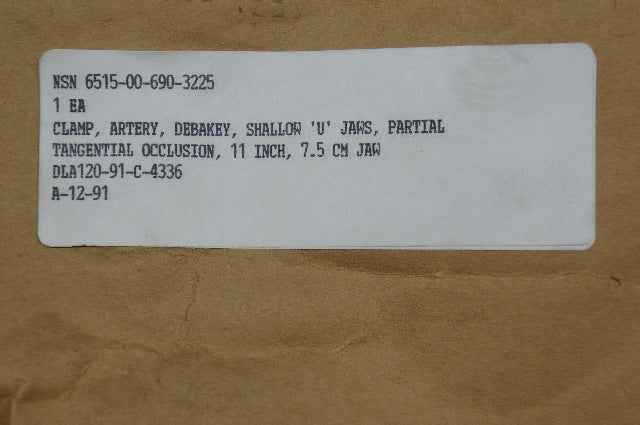 NSN 6515-00-690-3225
1 EA
CLAMP, ARTERY, DEBAKEY, SHALLOW 'U' JAWS, PARTIAL
TANGENTIAL OCCLUSION, 11 INCH, 7.5 CM JAW
DLA120-91-C-4336
A-12-91